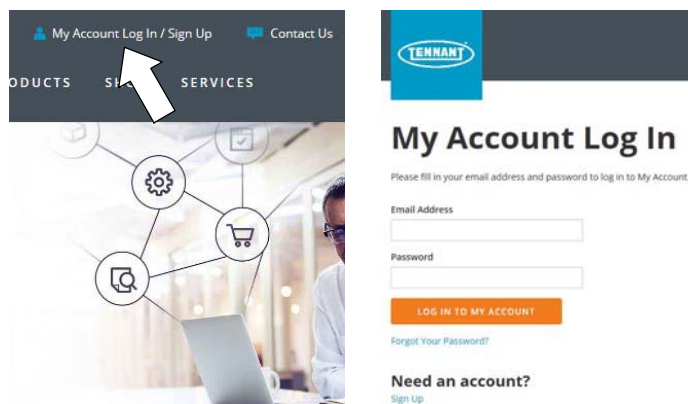 My Account Log In / Sign Up
Contact Us
ODUCTS
SERVICES
TENNANT
My Account Log In
Please fill in your email address and password to log in to My Account
Email Address
Password
LOG IN TO MY ACCOUNT
Forgot Your Password?
Need an account?
Sign Up